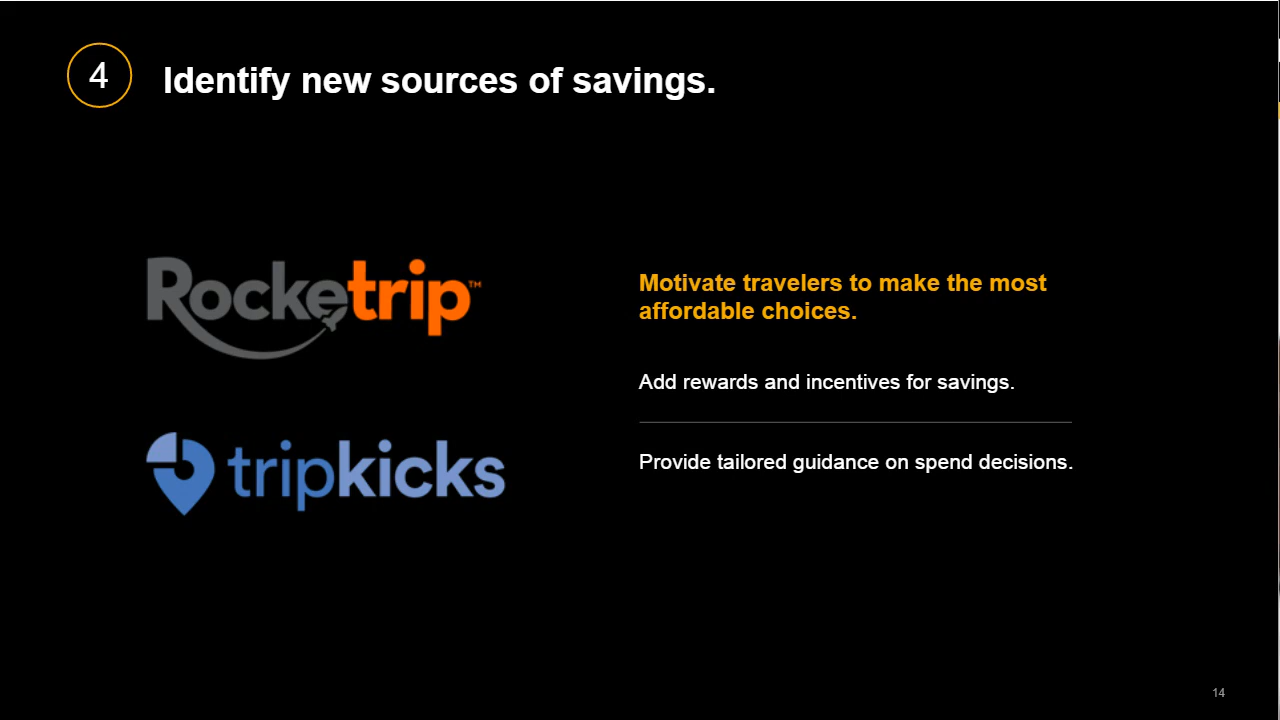 4
Identify new sources of savings.
Rocketrip™
tripkicks
Motivate travelers to make the most
affordable choices.
Add rewards and incentives for savings.
Provide tailored guidance on spend decisions.
14